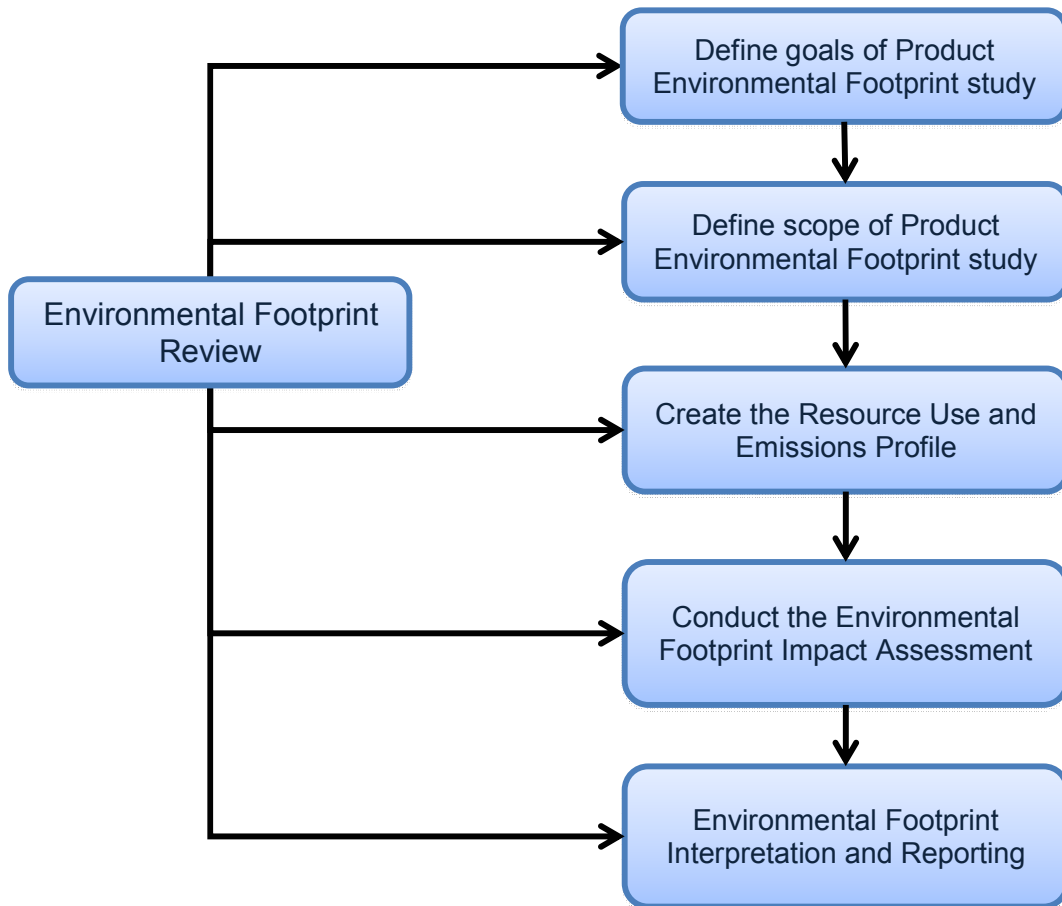 Define goals of Product
Environmental Footprint study
Define scope of Product
Environmental Footprint study
Environmental Footprint
Review
Create the Resource Use and
Emissions Profile
Conduct the Environmental
Footprint Impact Assessment
Environmental Footprint
Interpretation and Reporting